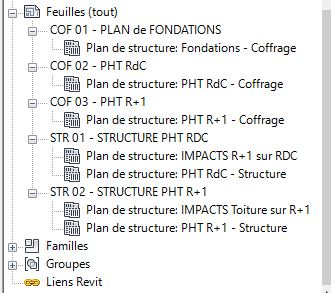 Feuilles (tout)
COF 01 - PLAN de FONDATIONS
Plan de structure: Fondations - Coffrage
COF 02 - PHT RdC
Plan de structure: PHT RdC - Coffrage
COF 03 - PHT R+1
Plan de structure: PHT R+1 - Coffrage
STR 01 - STRUCTURE PHT RDC
Plan de structure: IMPACTS R+1 sur RDC
Plan de structure: PHT RdC - Structure
STR 02 - STRUCTURE PHT R+1
Plan de structure: IMPACTS Toiture sur R+1
Plan de structure: PHT R+1 - Structure
Familles
Groupes
Liens Revit